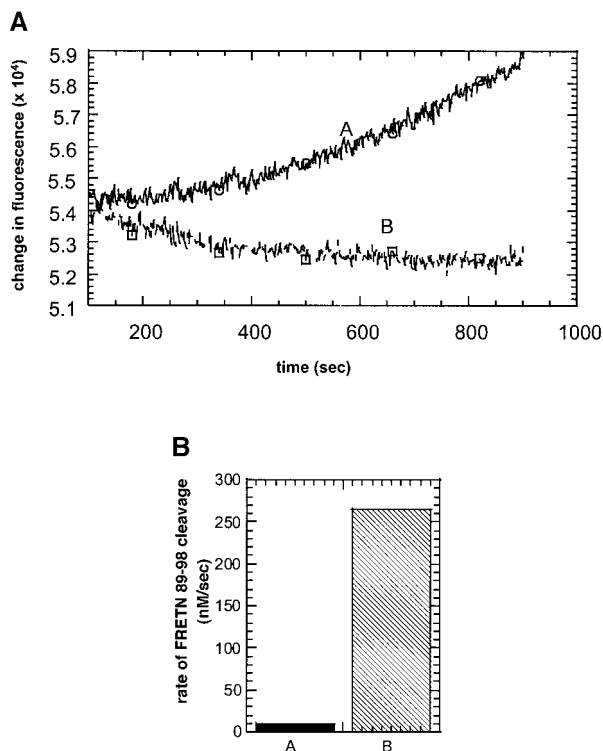 A
change in fluorescence (x 10⁴)
5.9
5.8
5.7
5.6
5.5
5.4
5.3
5.2
5.1
A
B
200 400 600 800 1000
time (sec)
B
rate of FRETN 89-98 cleavage
(nM/sec)
300
250
200
150
100
50
0
A B